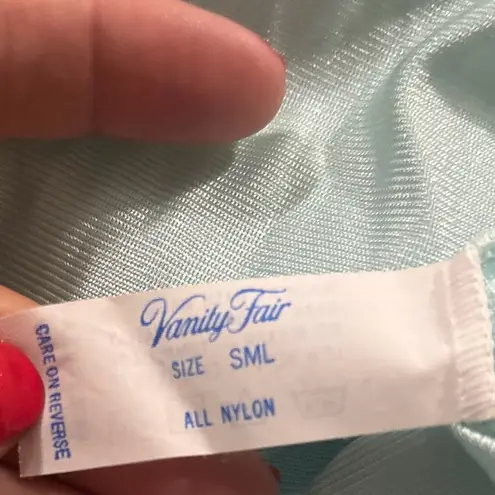 Vanity Fair
SIZE SML
ALL NYLON
CARE ON REVERSE